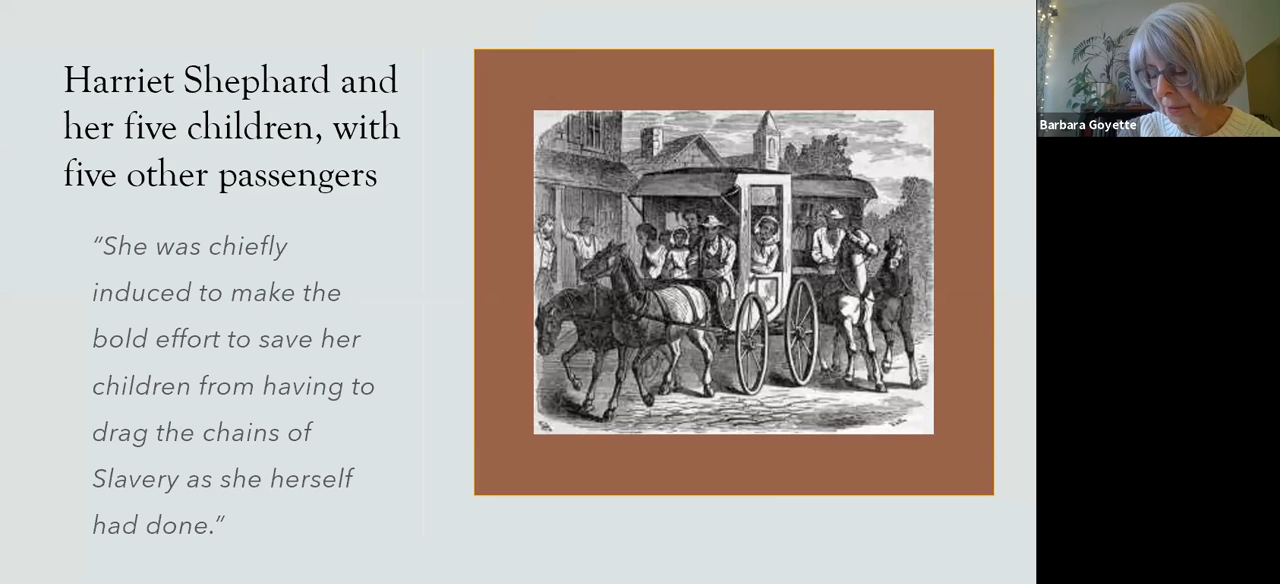 Harriet Shephard and
her five children, with
five other passengers
“She was chiefly
induced to make the
bold effort to save her
children from having to
drag the chains of
Slavery as she herself
had done.”
Barbara Goyette